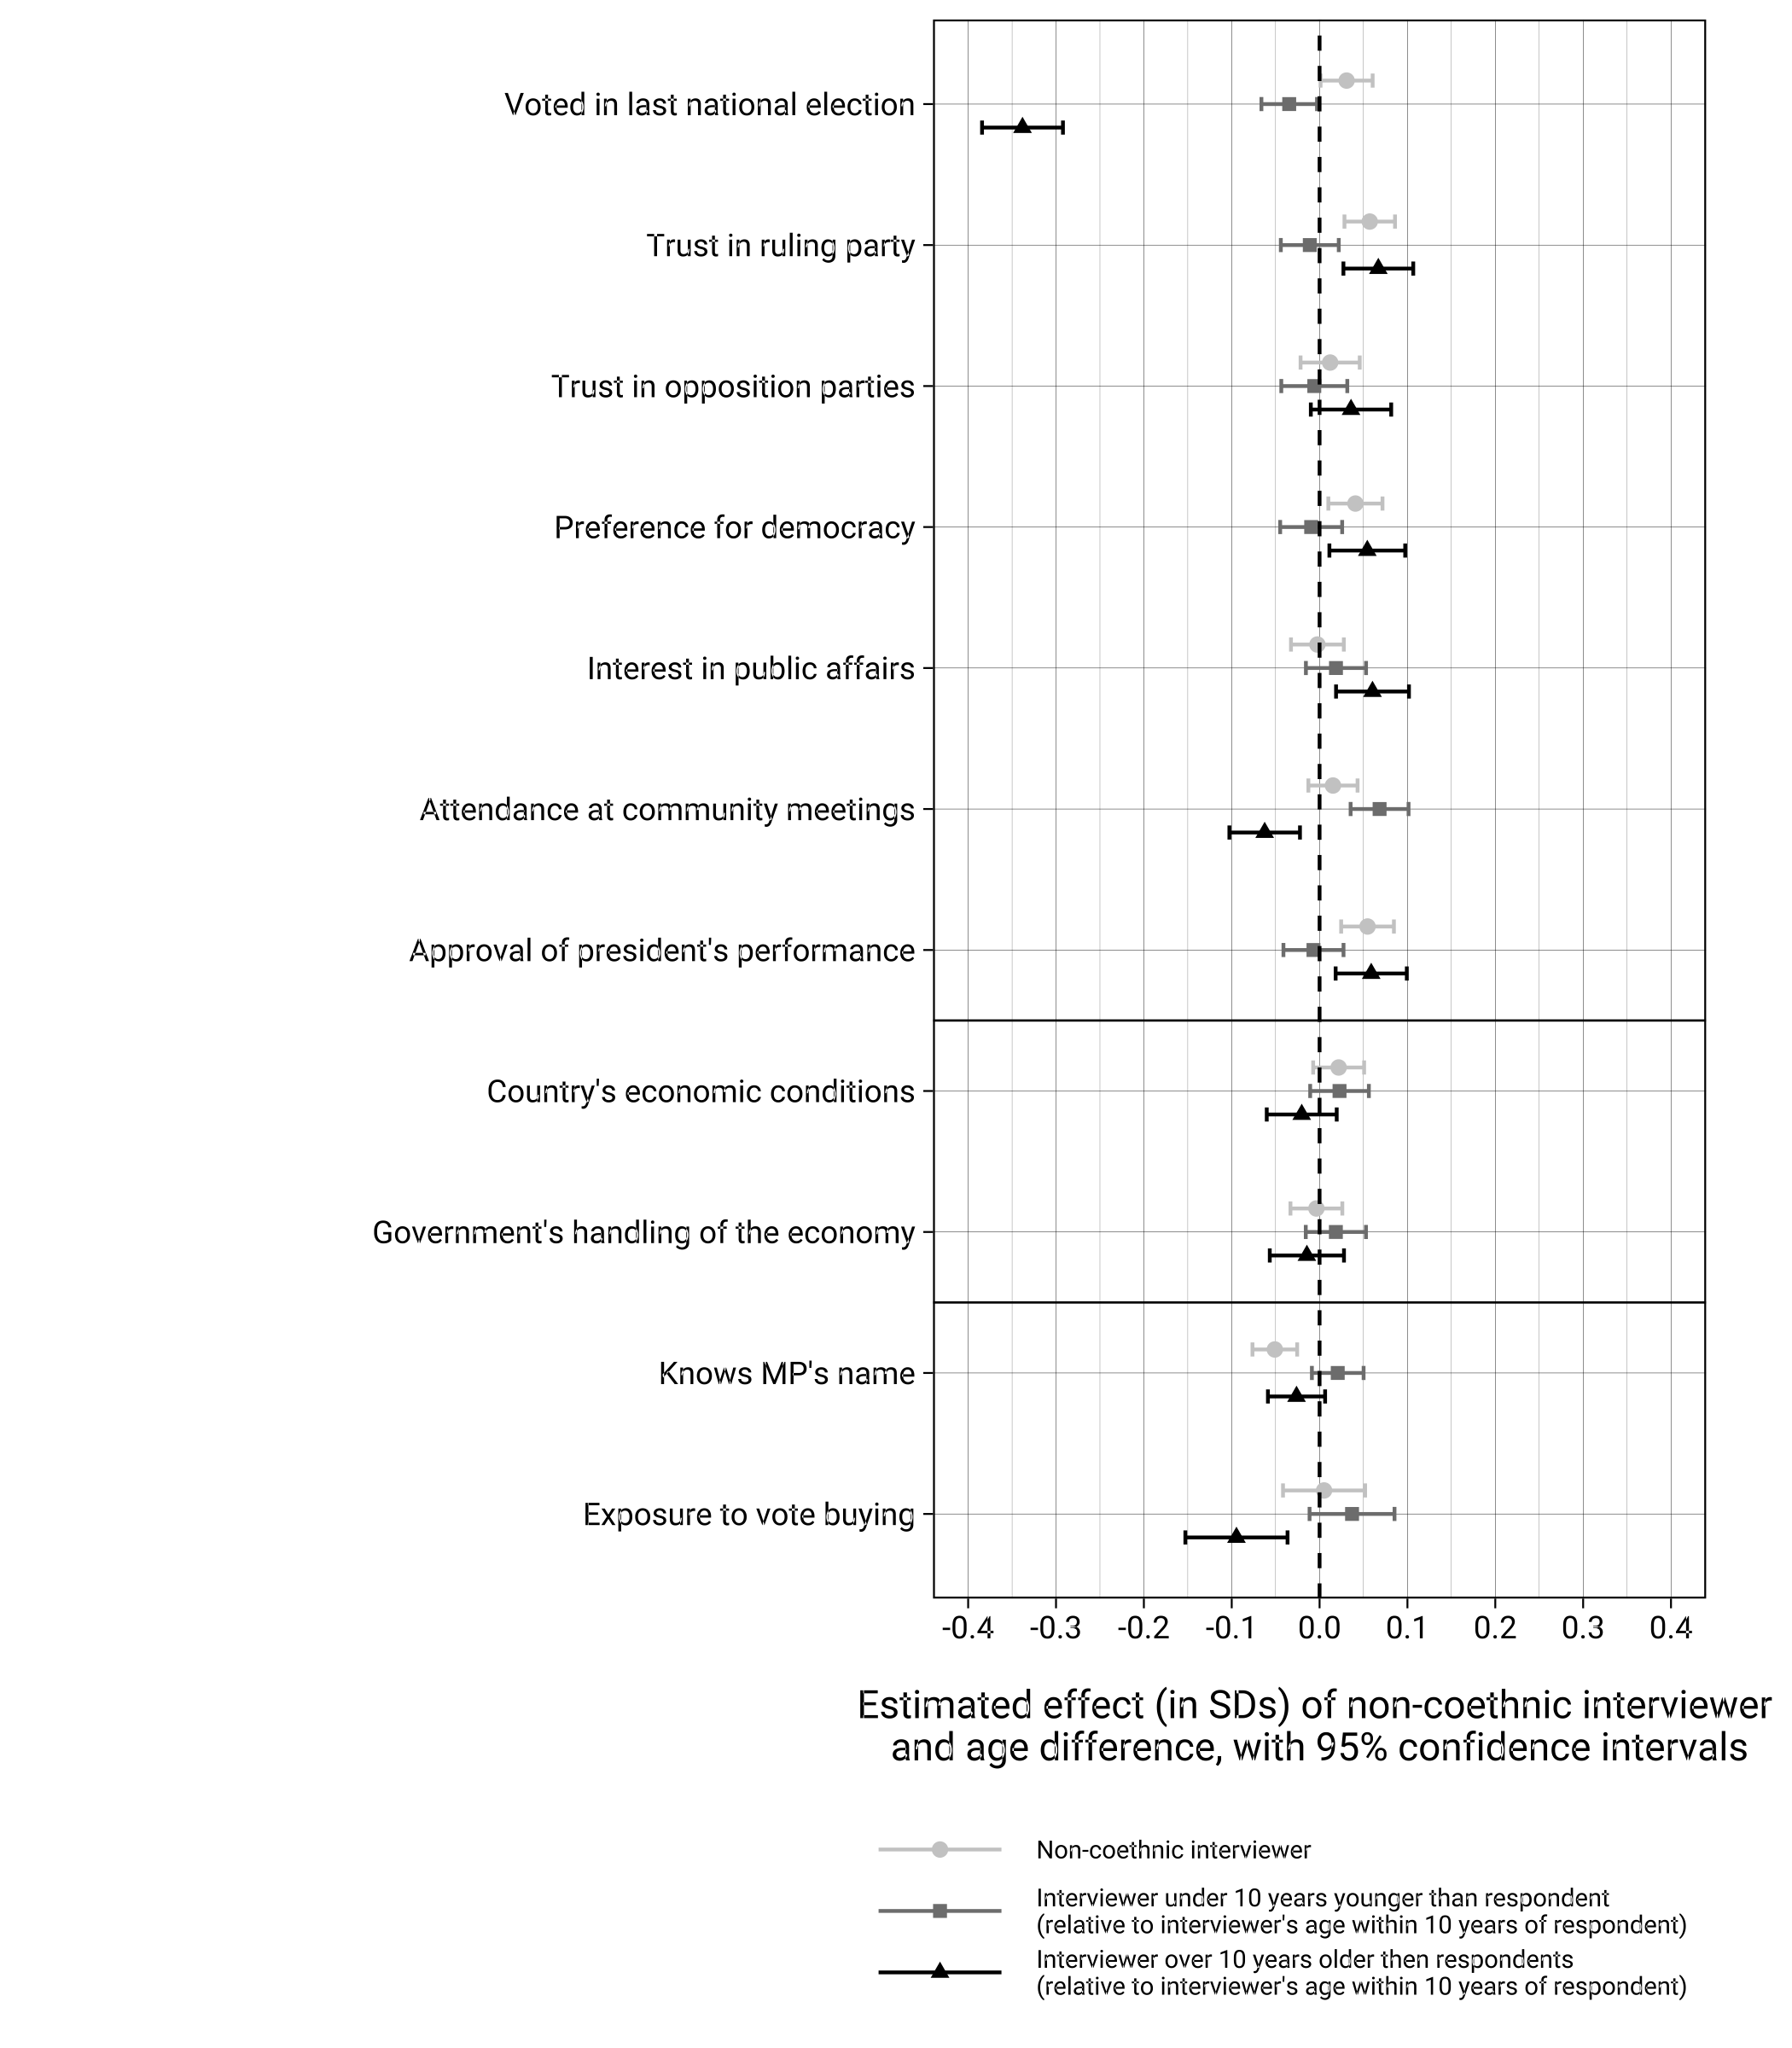 Voted in last national election
Trust in ruling party
Trust in opposition parties
Preference for democracy
Interest in public affairs
Attendance at community meetings
Approval of president's performance
Country's economic conditions
Government's handling of the economy
Knows MP's name
Exposure to vote buying
-0.4 -0.3 -0.2 -0.1 0.0 0.1 0.2 0.3 0.4
Estimated effect (in SDs) of non-coethnic interviewer
and age difference, with 95% confidence intervals
Non-coethnic interviewer
Interviewer under 10 years younger than respondent
(relative to interviewer's age within 10 years of respondent)
Interviewer over 10 years older then respondents
(relative to interviewer's age within 10 years of respondent)